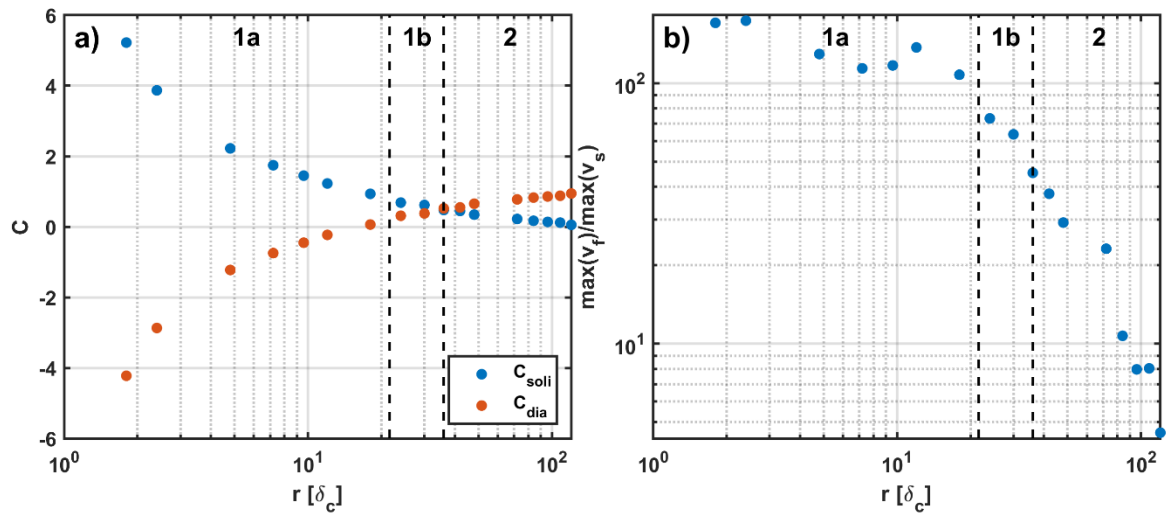 a) 1a 1b 2
6
4
2
0
-2
-4
-6
C
C_soli
C_dia
10^0 10^1 10^2
r [δ_c]
b) 1a 1b 2
10^2
10^1
max(v_f)/max(v_s)
10^0 10^1 10^2
r [δ_c]